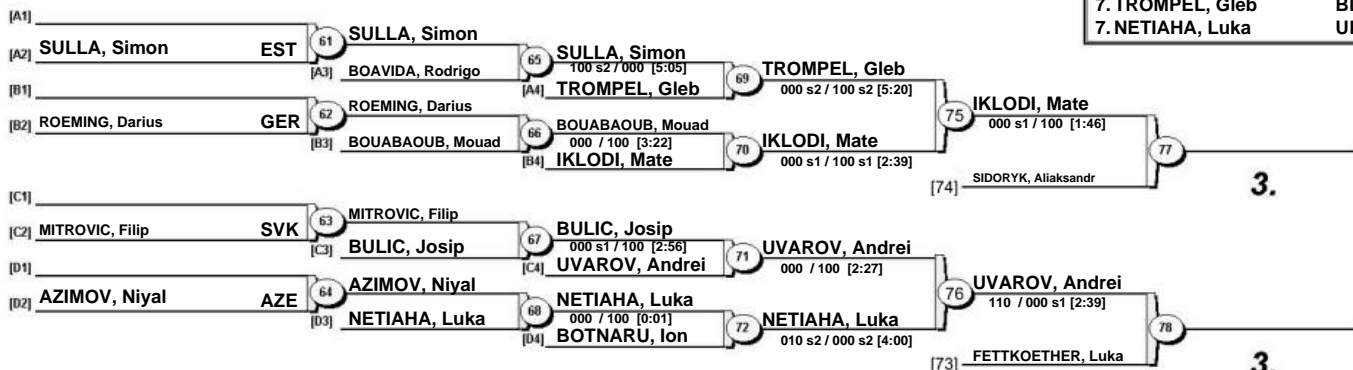 7. TROMPEL, Gleb
7. NETIAHA, Luka
[A1]
[A2] SULLA, Simon EST
61 SULLA, Simon
[A3] BOAVIDA, Rodrigo
65 SULLA, Simon
100 s2 / 000 [5:05]
[A4] TROMPEL, Gleb
69 TROMPEL, Gleb
000 s2 / 100 s2 [5:20]
[B1]
[B2] ROEMING, Darius GER
62 ROEMING, Darius
[B3] BOUABAOUB, Mouad
66 BOUABAOUB, Mouad
000 / 100 [3:22]
[B4] IKLODI, Mate
70 IKLODI, Mate
000 s1 / 100 s1 [2:39]
75 IKLODI, Mate
000 s1 / 100 [1:46]
[74] SIDORYK, Aliaksandr
77
3.
[C1]
[C2] MITROVIC, Filip SVK
63 MITROVIC, Filip
[C3] BULIC, Josip
67 BULIC, Josip
000 s1 / 100 [2:56]
[C4] UVAROV, Andrei
71 UVAROV, Andrei
000 / 100 [2:27]
[D1]
[D2] AZIMOV, Niyal AZE
64 AZIMOV, Niyal
[D3] NETIAHA, Luka
68 NETIAHA, Luka
000 / 100 [0:01]
[D4] BOTNARU, Ion
72 NETIAHA, Luka
010 s2 / 000 s2 [4:00]
76 UVAROV, Andrei
110 / 000 s1 [2:39]
[73] FETTKOETHER, Luka
78
3.